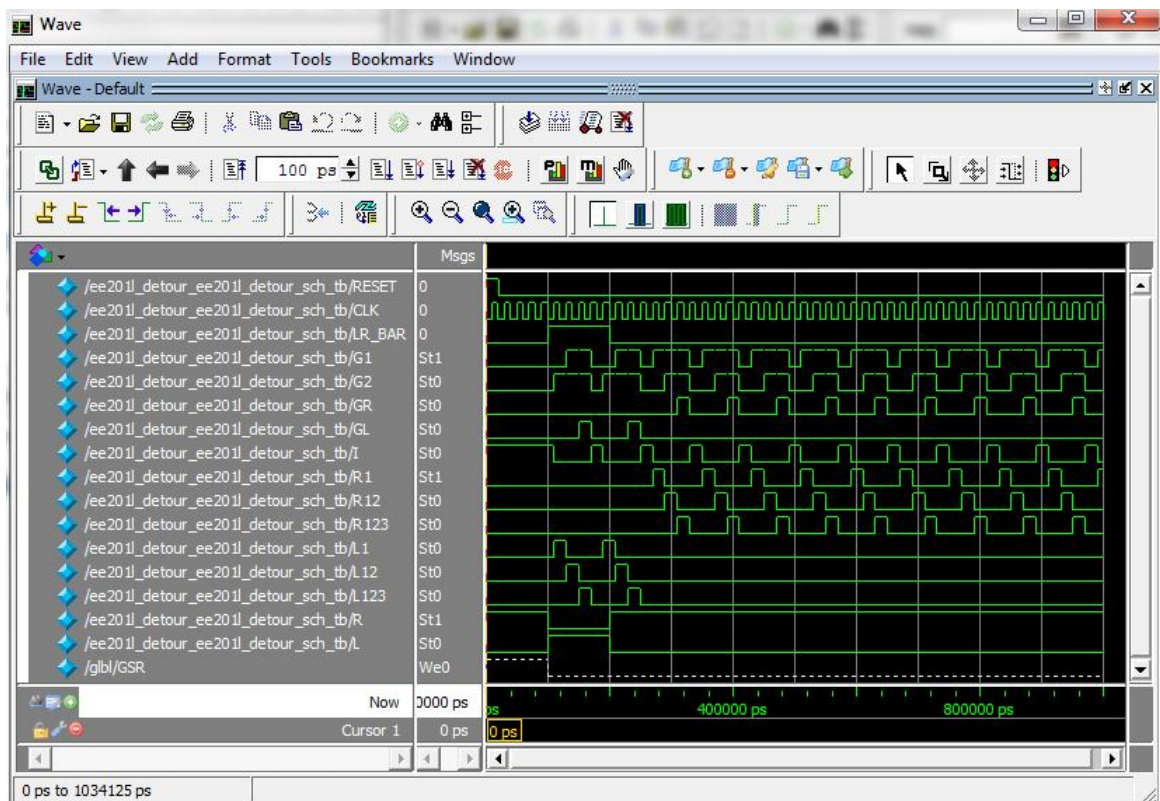 Wave
File Edit View Add Format Tools Bookmarks Window
Wave - Default
100 ps
Msgs
/ee201l_detour_ee201l_detour_sch_tb/RESET 0
/ee201l_detour_ee201l_detour_sch_tb/CLK 0
/ee201l_detour_ee201l_detour_sch_tb/LR_BAR 0
/ee201l_detour_ee201l_detour_sch_tb/G1 St1
/ee201l_detour_ee201l_detour_sch_tb/G2 St0
/ee201l_detour_ee201l_detour_sch_tb/GR St0
/ee201l_detour_ee201l_detour_sch_tb/GL St0
/ee201l_detour_ee201l_detour_sch_tb/I St0
/ee201l_detour_ee201l_detour_sch_tb/R1 St1
/ee201l_detour_ee201l_detour_sch_tb/R12 St0
/ee201l_detour_ee201l_detour_sch_tb/R123 St0
/ee201l_detour_ee201l_detour_sch_tb/L1 St0
/ee201l_detour_ee201l_detour_sch_tb/L12 St0
/ee201l_detour_ee201l_detour_sch_tb/L123 St0
/ee201l_detour_ee201l_detour_sch_tb/R St1
/ee201l_detour_ee201l_detour_sch_tb/L St0
/glbl/GSR We0
Now 0000 ps ps 400000 ps 800000 ps
Cursor 1 0 ps 0 ps
0 ps to 1034125 ps